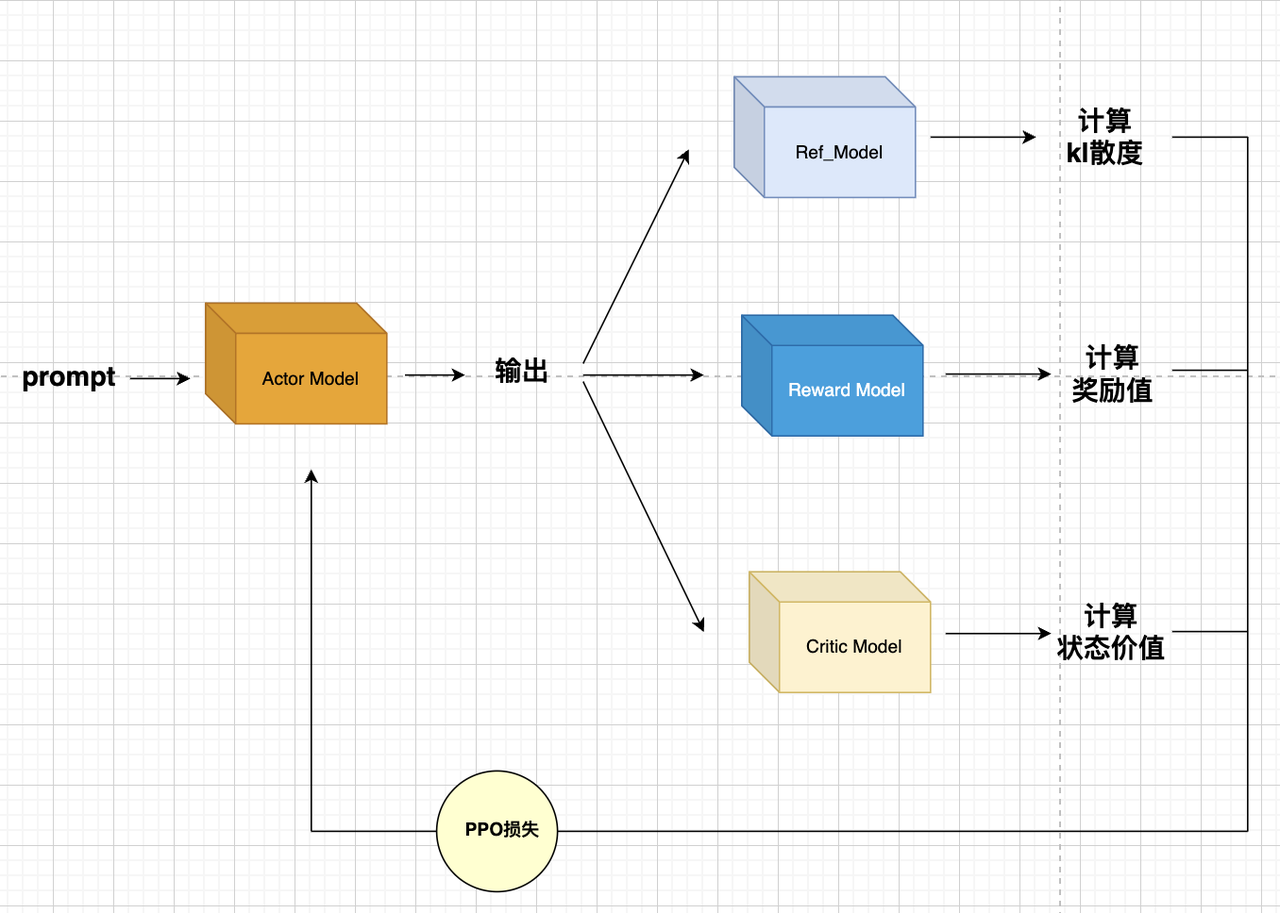 prompt
Actor Model
输出
Ref_Model
计算
kl散度
Reward Model
计算
奖励值
Critic Model
计算
状态价值
PPO损失